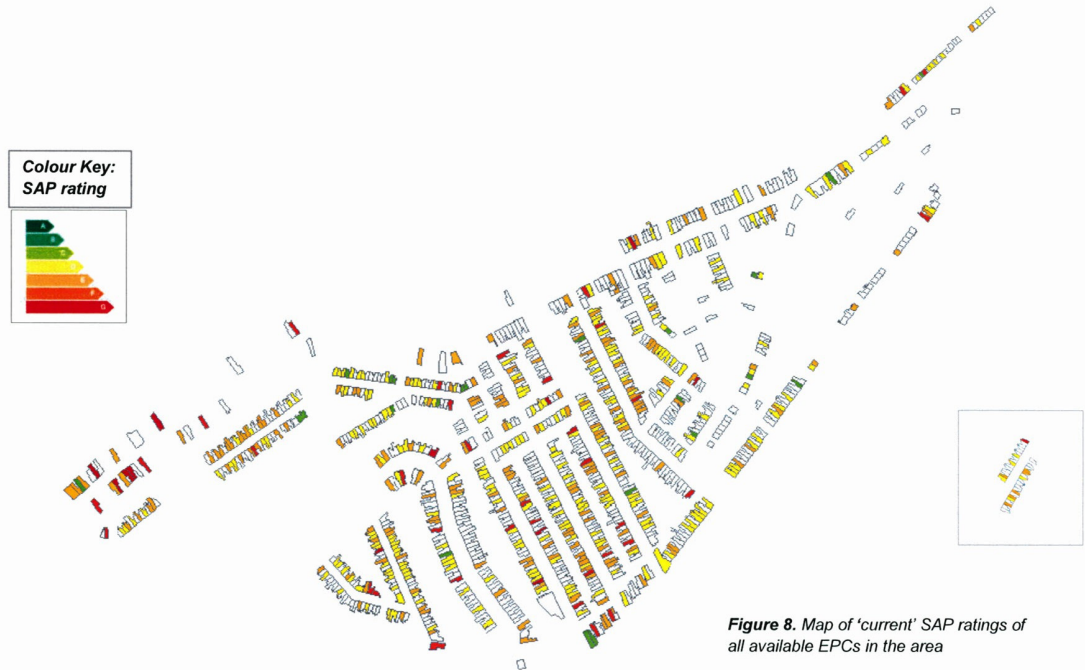 Colour Key:
SAP rating
A
G
Figure 8. Map of ‘current’ SAP ratings of
all available EPCs in the area